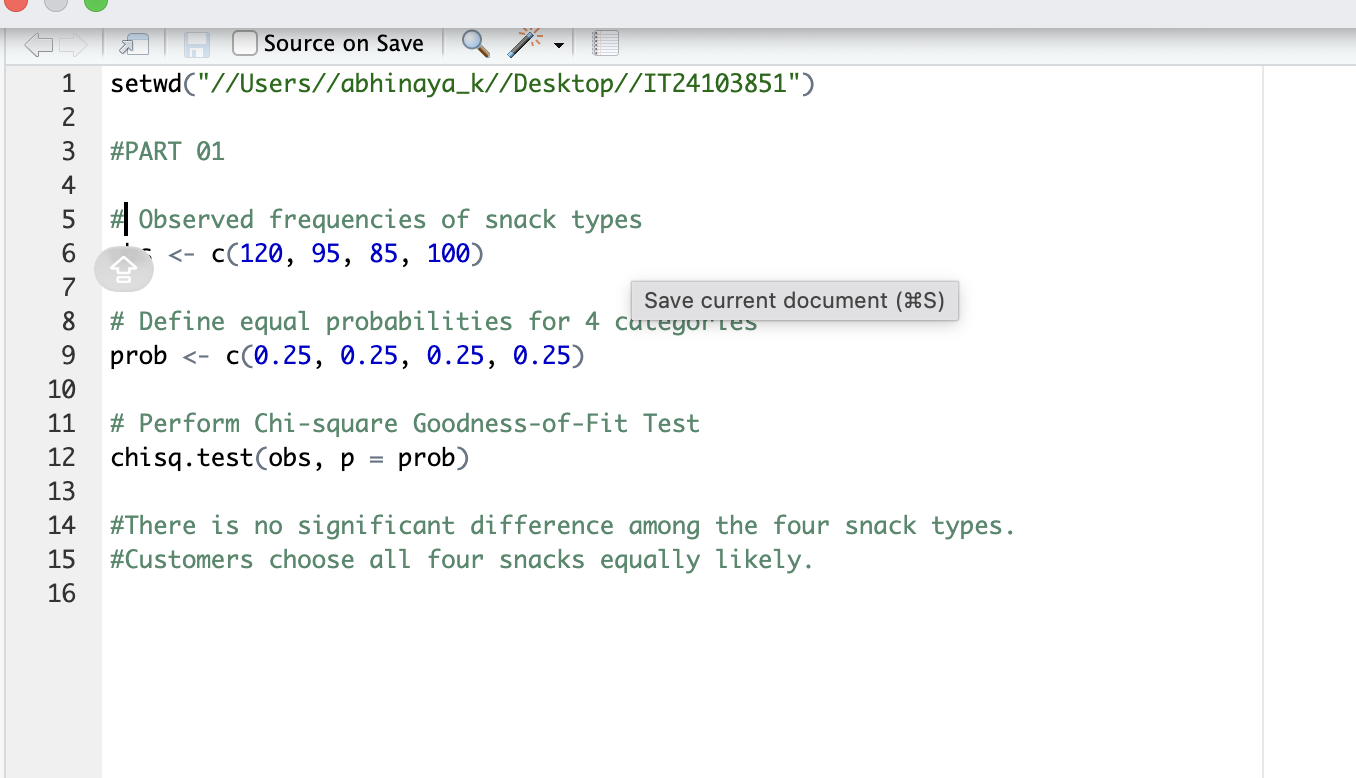 Source on Save
1 setwd("//Users//abhinaya_k//Desktop//IT24103851")
2
3 #PART 01
4
5 # Observed frequencies of snack types
6 <- c(120, 95, 85, 100)
7
Save current document (⌘S)
8 # Define equal probabilities for 4 categories
9 prob <- c(0.25, 0.25, 0.25, 0.25)
10
11 # Perform Chi-square Goodness-of-Fit Test
12 chisq.test(obs, p = prob)
13
14 #There is no significant difference among the four snack types.
15 #Customers choose all four snacks equally likely.
16